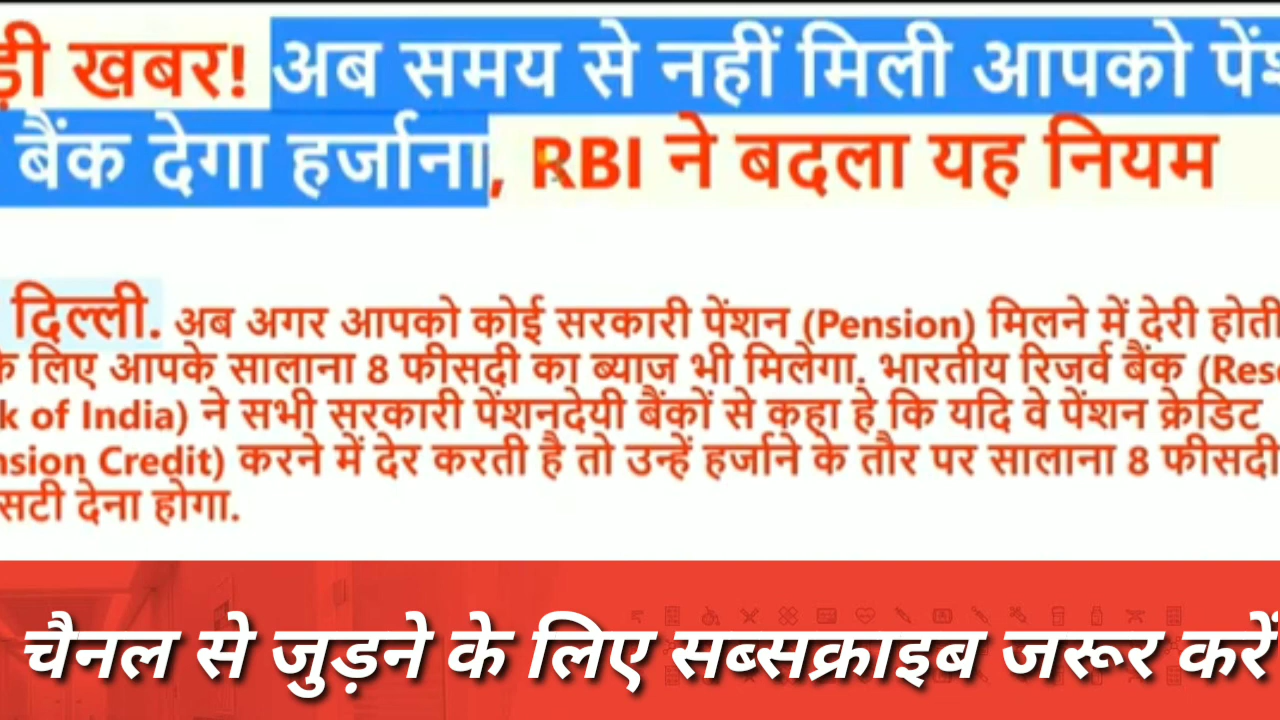 ड़ी खबर! अब समय से नहीं मिली आपको पेंश
बैंक देगा हर्जाना, RBI ने बदला यह नियम
दिल्ली. अब अगर आपको कोई सरकारी पेंशन (Pension) मिलने में देरी होती
के लिए आपके सालाना 8 फीसदी का ब्याज भी मिलेगा. भारतीय रिजर्व बैंक (Rese
k of India) ने सभी सरकारी पेंशनदेयी बैंकों से कहा हे कि यदि वे पेंशन क्रेडिट
nsion Credit) करने में देर करती है तो उन्हें हर्जाने के तौर पर सालाना 8 फीसदी
सटी देना होगा.
चैनल से जुड़ने के लिए सब्सक्राइब जरूर करें